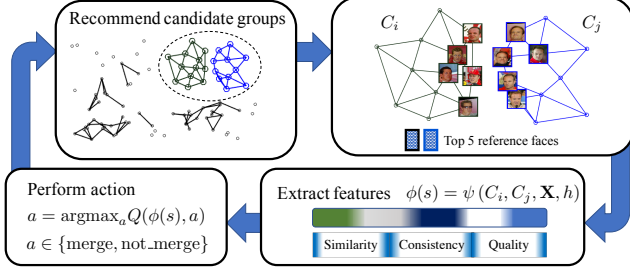 Recommend candidate groups
C_i
C_j
Top 5 reference faces
Perform action
a = argmax_a Q(ϕ(s), a)
a ∈ {merge, not_merge}
Extract features ϕ(s) = ψ (C_i, C_j, X, h)
Similarity Consistency Quality